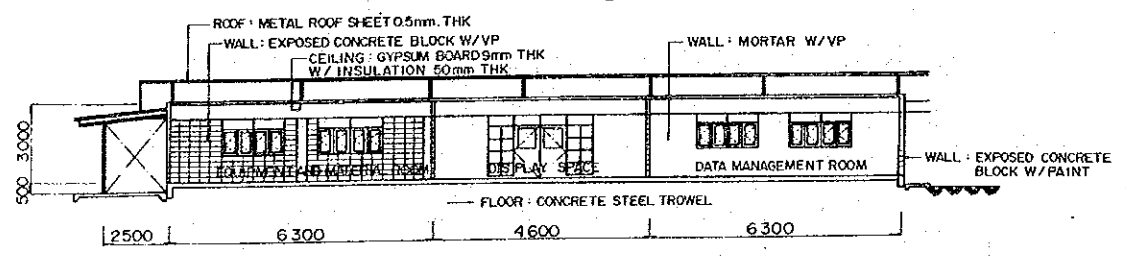 ROOF : METAL ROOF SHEET 0.5mm. THK
WALL : EXPOSED CONCRETE BLOCK W/VP
CEILING : GYPSUM BOARD 9mm THK
W/ INSULATION 50mm THK
WALL : MORTAR W/VP
3000
500
EQUIPMENT AND MATERIAL ROOM
DISPLAY SPACE
DATA MANAGEMENT ROOM
WALL : EXPOSED CONCRETE
BLOCK W/PAINT
FLOOR : CONCRETE STEEL TROWEL
2500
6300
4600
6300